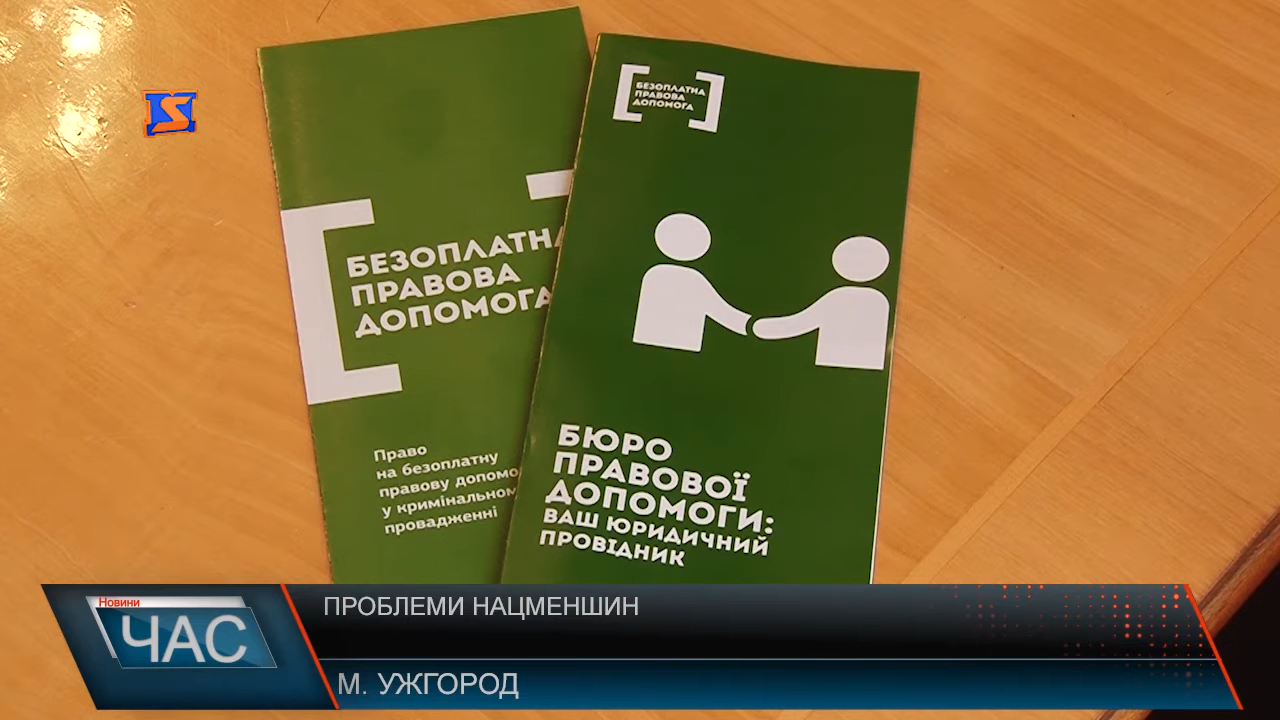 БЕЗОПЛАТНА
ПРАВОВА
ДОПОМОГА
Право
на безоплатну
правову допомо
у кримінальном
провадженні
БЕЗОПЛАТНА
ПРАВОВА
ДОПОМОГА
БЮРО
ПРАВОВОЇ
ДОПОМОГИ:
ВАШ ЮРИДИЧНИЙ
ПРОВІДНИК
Новини
ЧАС
ПРОБЛЕМИ НАЦМЕНШИН
М. УЖГОРОД